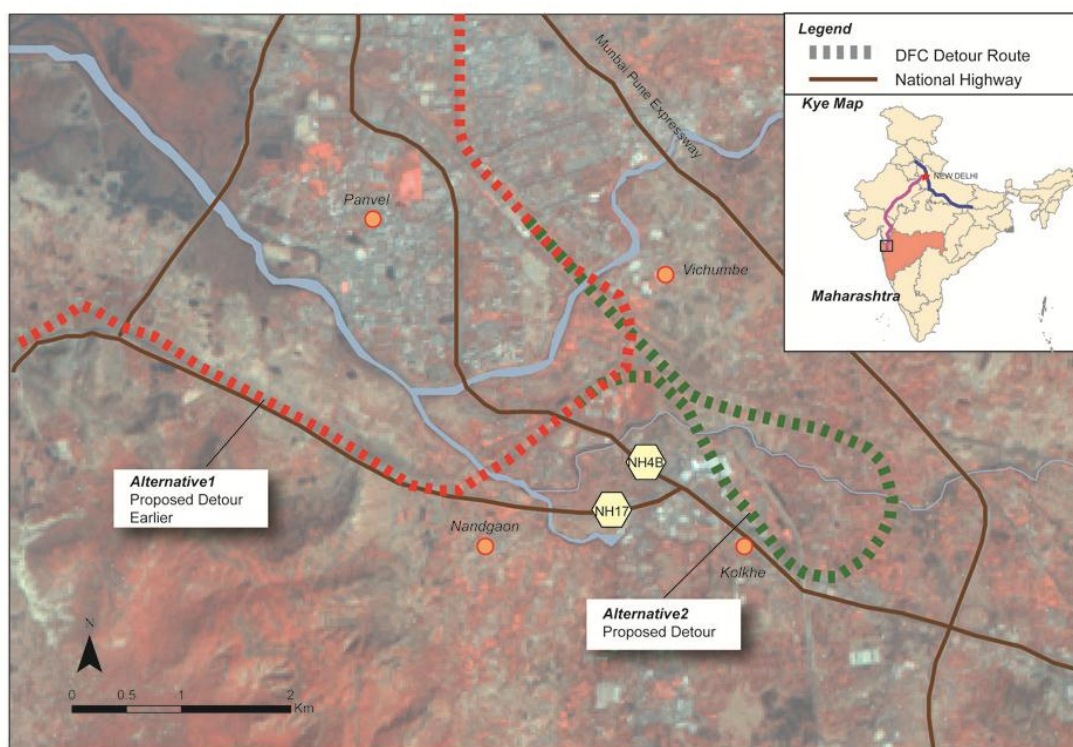 Legend
DFC Detour Route
National Highway
Kye Map
NEW DELHI
Maharashtra
Munbai Pune Expressway
Panvel
Vichumbe
Alternative1
Proposed Detour
Earlier
NH4B
NH17
Nandgaon
Kolkhe
Alternative2
Proposed Detour
N
0 0.5 1 2
Km